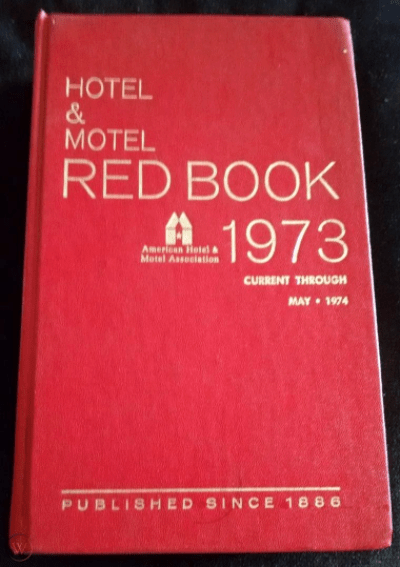 HOTEL
&
MOTEL
RED BOOK
American Hotel &
Motel Association
1973
CURRENT THROUGH
MAY • 1974
PUBLISHED SINCE 1886